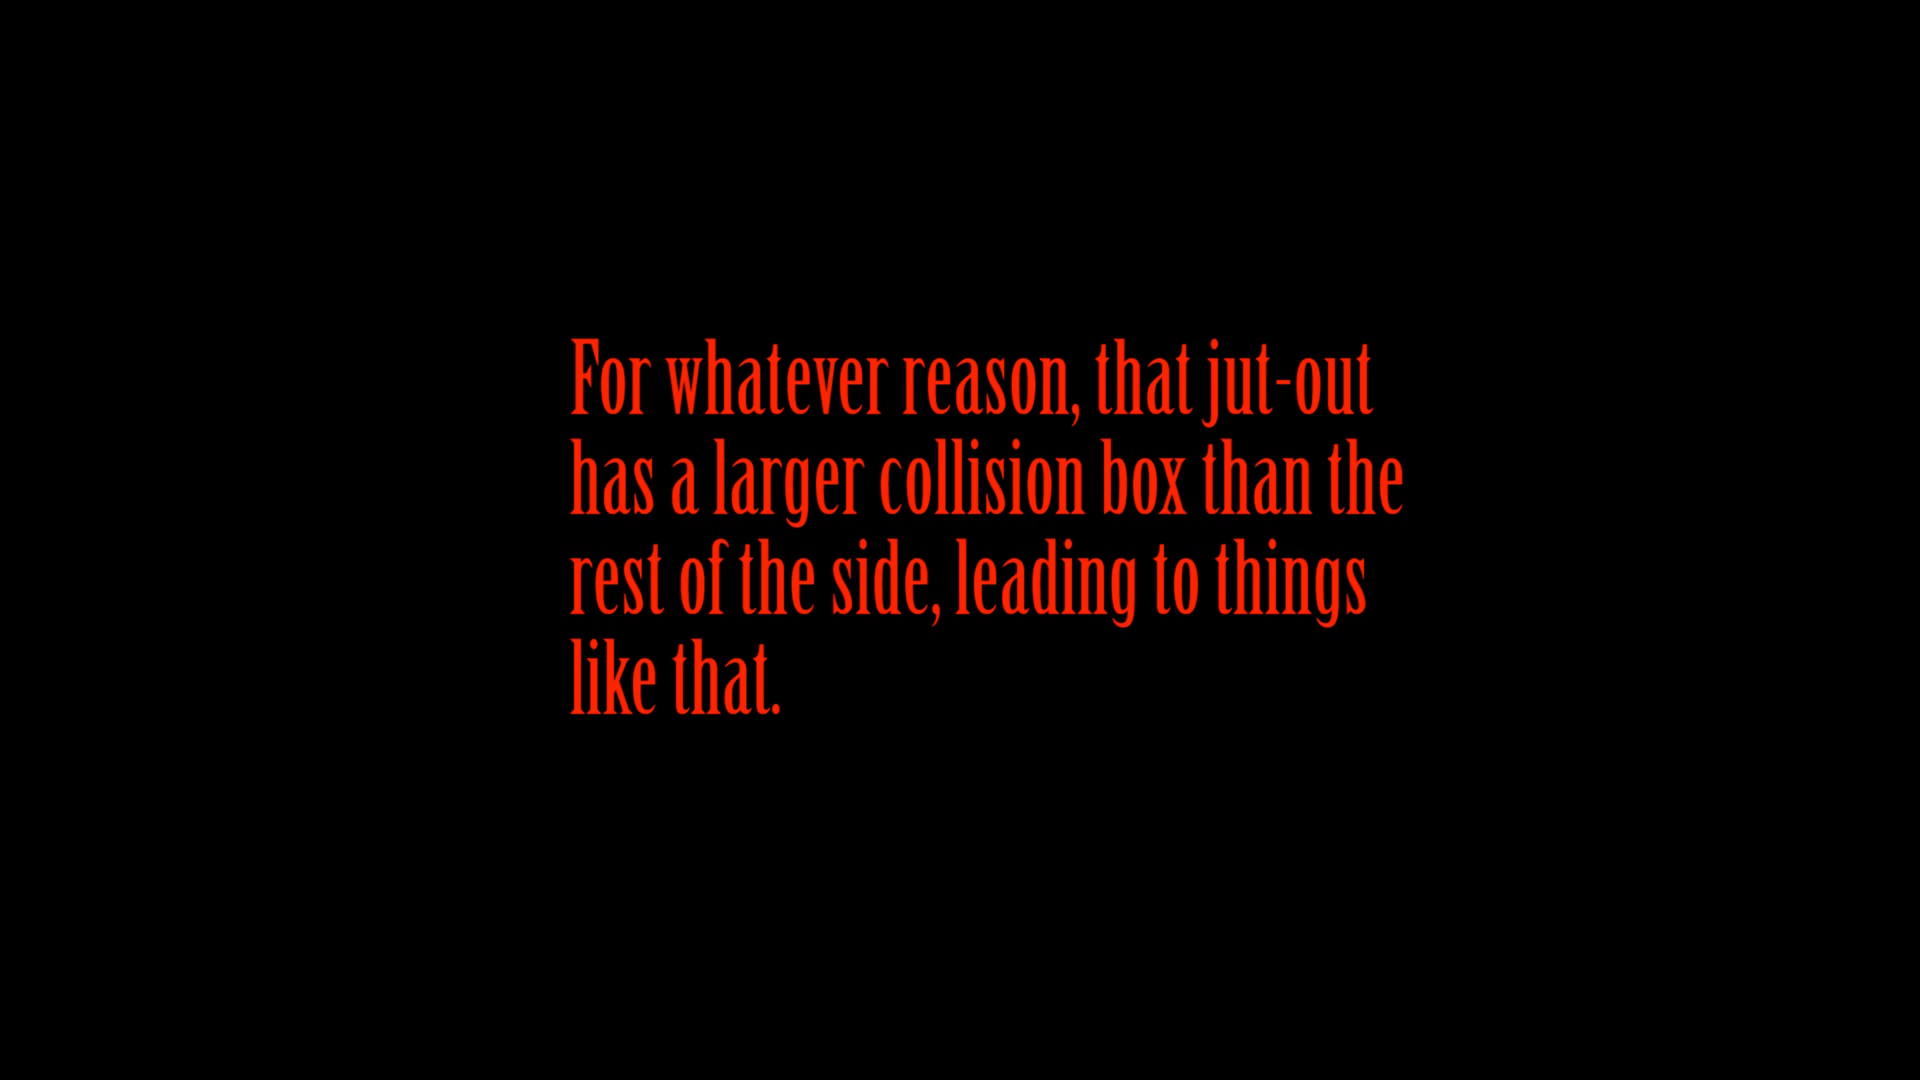 For whatever reason, that jut-out
has a larger collision box than the
rest of the side, leading to things
like that.